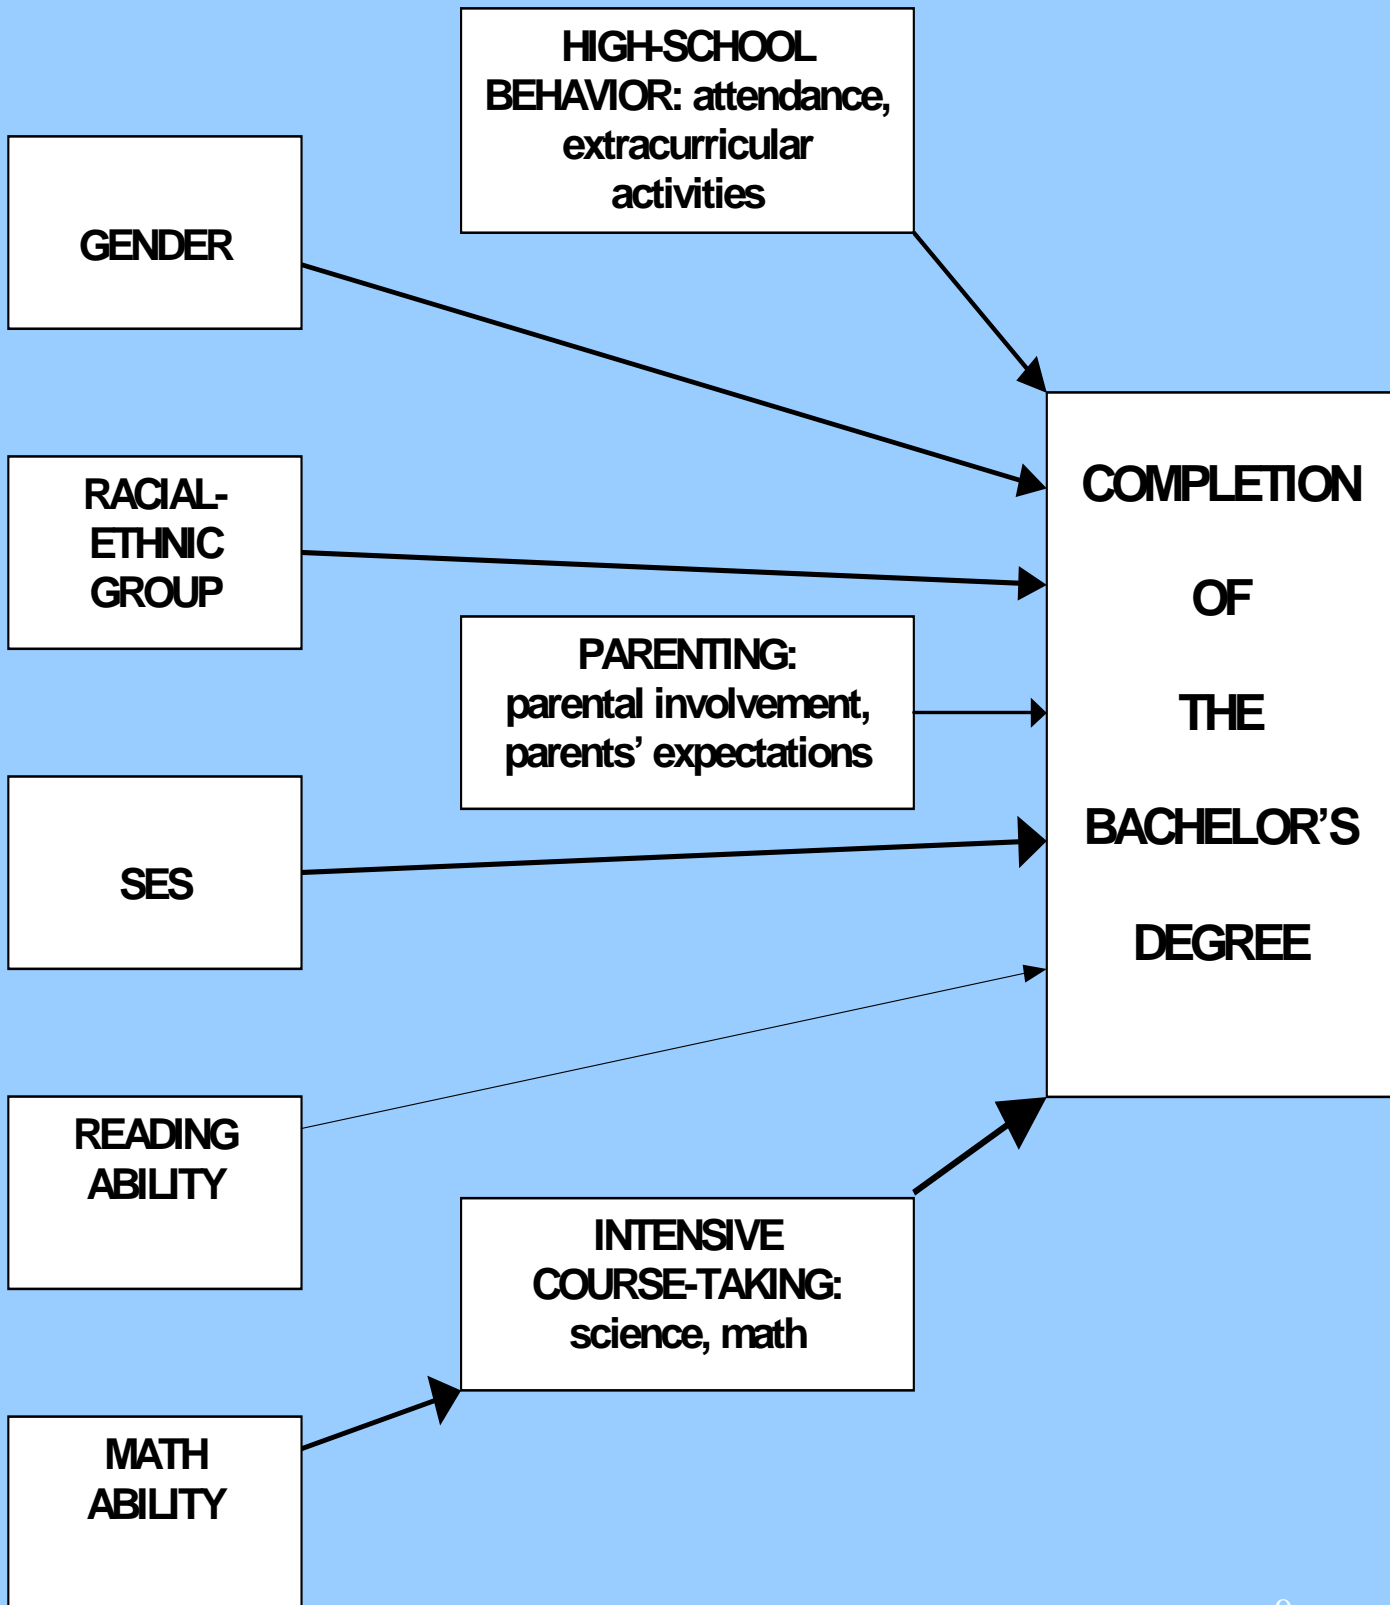 HIGH-SCHOOL
BEHAVIOR: attendance,
extracurricular
activities
GENDER
RACIAL-
ETHNIC
GROUP
PARENTING:
parental involvement,
parents’ expectations
SES
READING
ABILITY
INTENSIVE
COURSE-TAKING:
science, math
MATH
ABILITY
COMPLETION
OF
THE
BACHELOR’S
DEGREE